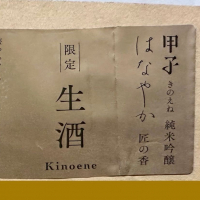 甲子
きのえね 純米吟醸
はなやか 匠の香
限定
生酒
Kinoene